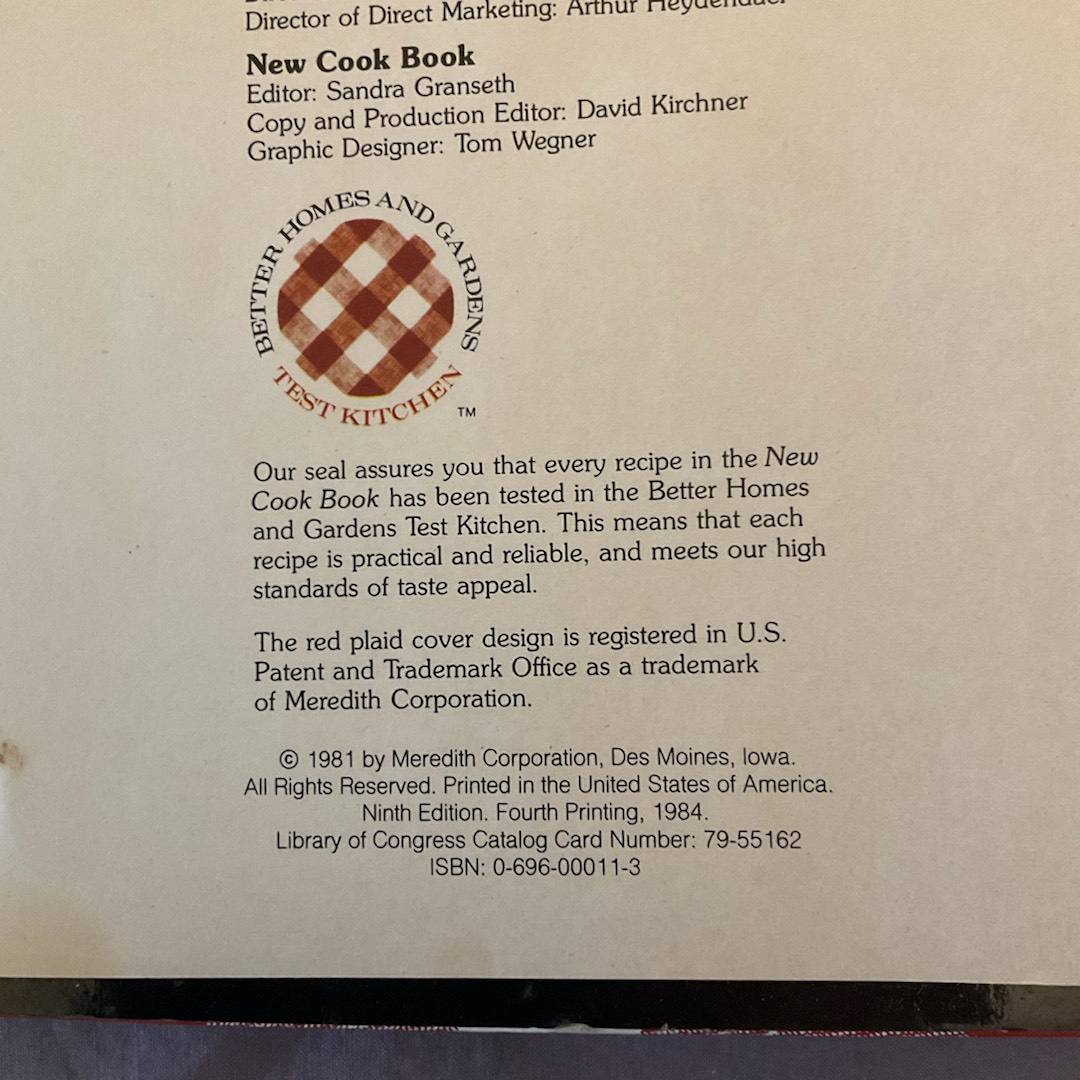 Director of Direct Marketing: Arthur
New Cook Book
Editor: Sandra Granseth
Copy and Production Editor: David Kirchner
Graphic Designer: Tom Wegner
BETTER HOMES AND GARDENS
TEST KITCHEN
TM
Our seal assures you that every recipe in the New
Cook Book has been tested in the Better Homes
and Gardens Test Kitchen. This means that each
recipe is practical and reliable, and meets our high
standards of taste appeal.
The red plaid cover design is registered in U.S.
Patent and Trademark Office as a trademark
of Meredith Corporation.
© 1981 by Meredith Corporation, Des Moines, Iowa.
All Rights Reserved. Printed in the United States of America.
Ninth Edition. Fourth Printing, 1984.
Library of Congress Catalog Card Number: 79-55162
ISBN: 0-696-00011-3